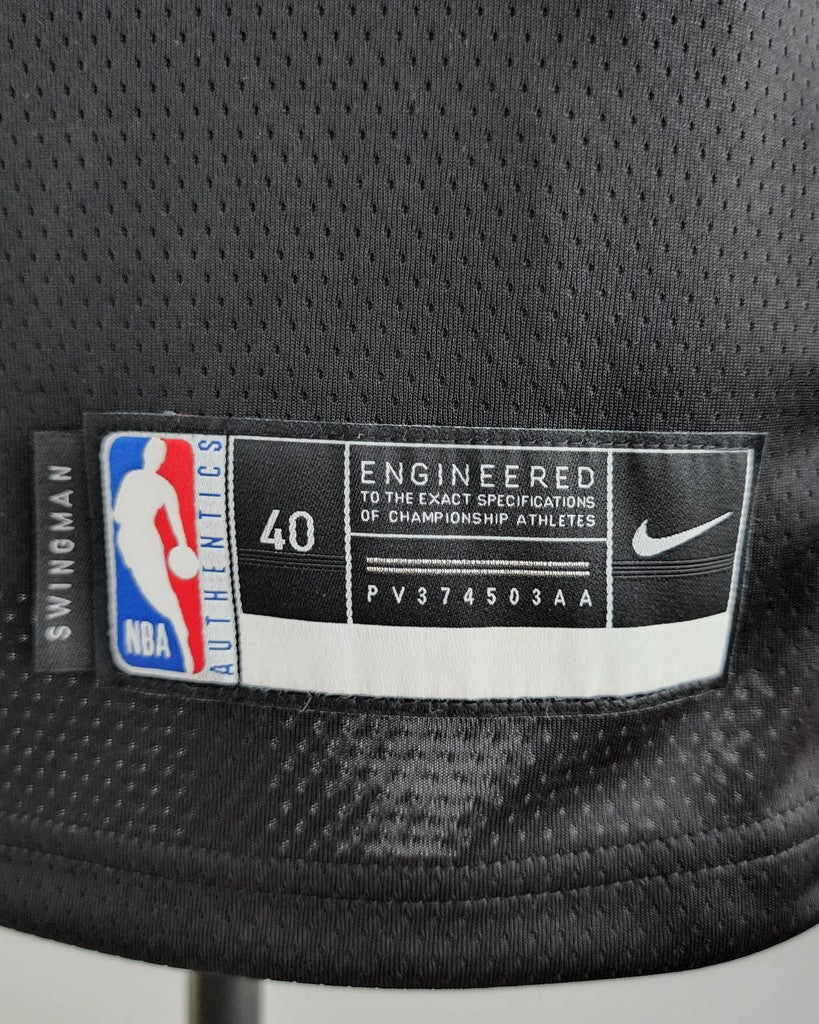 SWINGMAN
NBA
AUTHENTICS
40
ENGINEERED
TO THE EXACT SPECIFICATIONS
OF CHAMPIONSHIP ATHLETES
PV374503AA